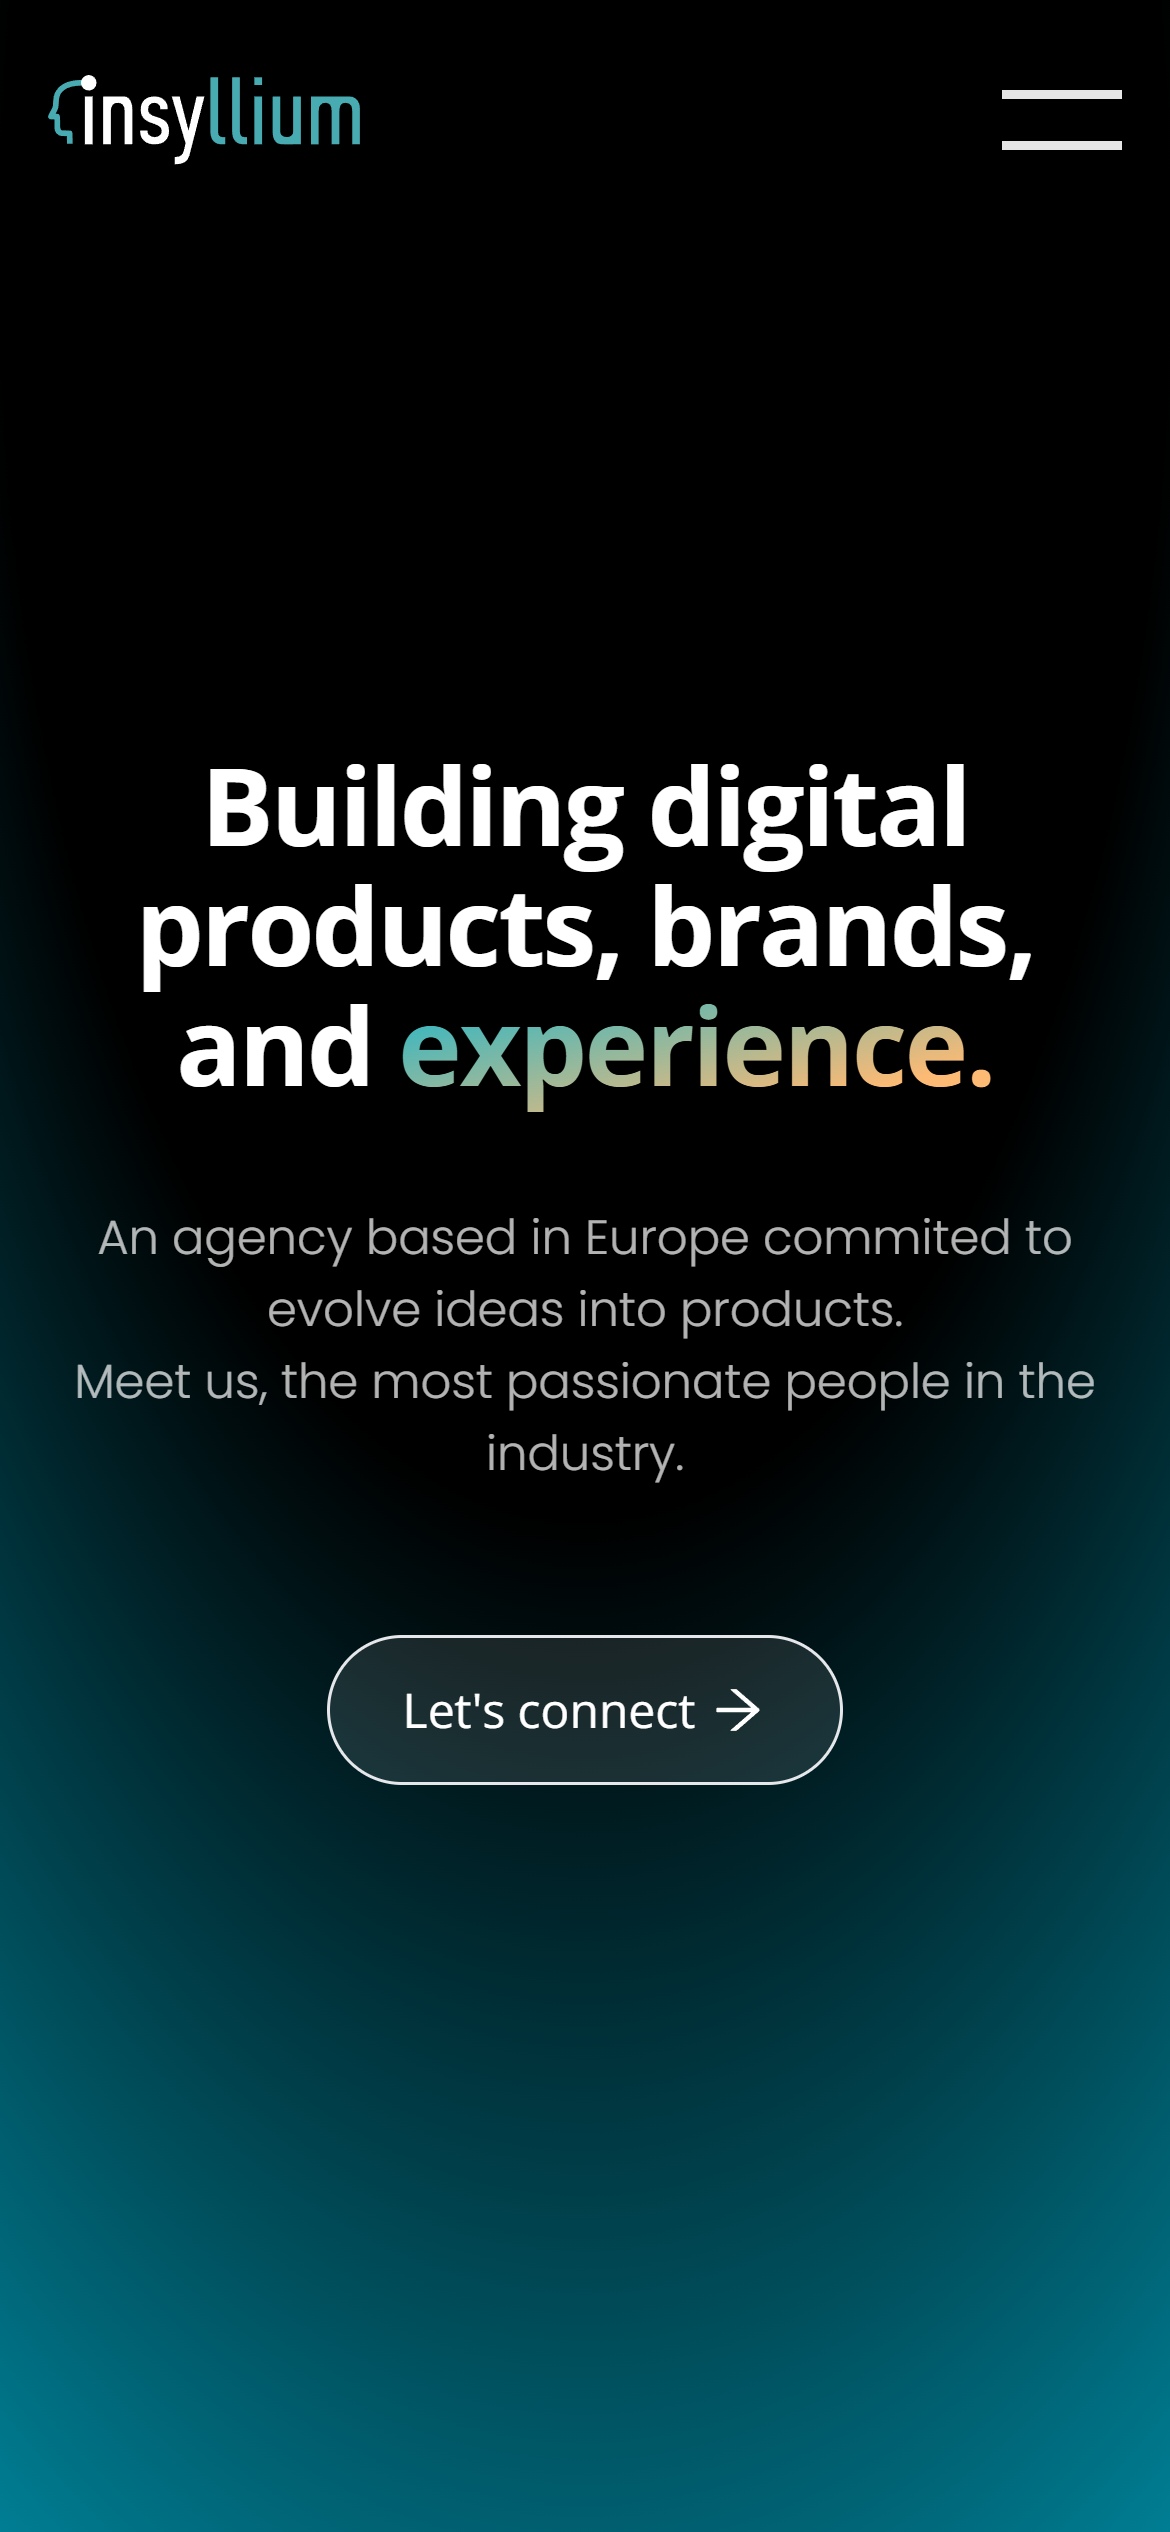 insyllium
Building digital
products, brands,
and experience.
An agency based in Europe commited to
evolve ideas into products.
Meet us, the most passionate people in the
industry.
Let's connect